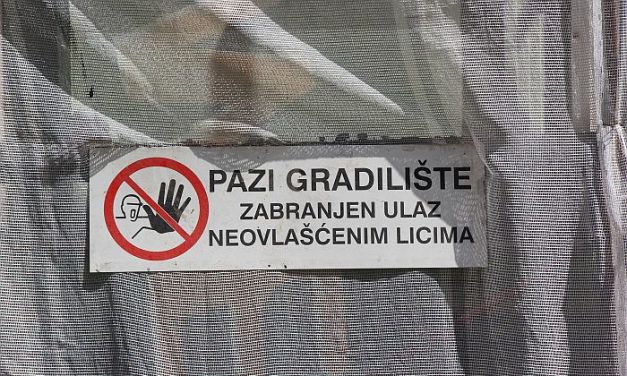 PAZI GRADILIŠTE
ZABRANJEN ULAZ
NEOVLAŠĆENIM LICIMA